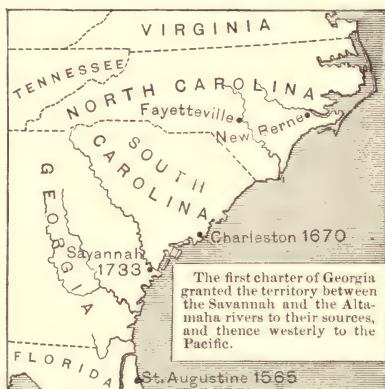 VIRGINIA
TENNESSEE
NORTH CAROLINA
Fayetteville
New Berne
SOUTH
CAROLINA
GEORGIA
Charleston 1670
Savannah
1733
The first charter of Georgia
granted the territory between
the Savannah and the Alta-
maha rivers to their sources,
and thence westerly to the
Pacific.
FLORIDA
St. Augustine 1565